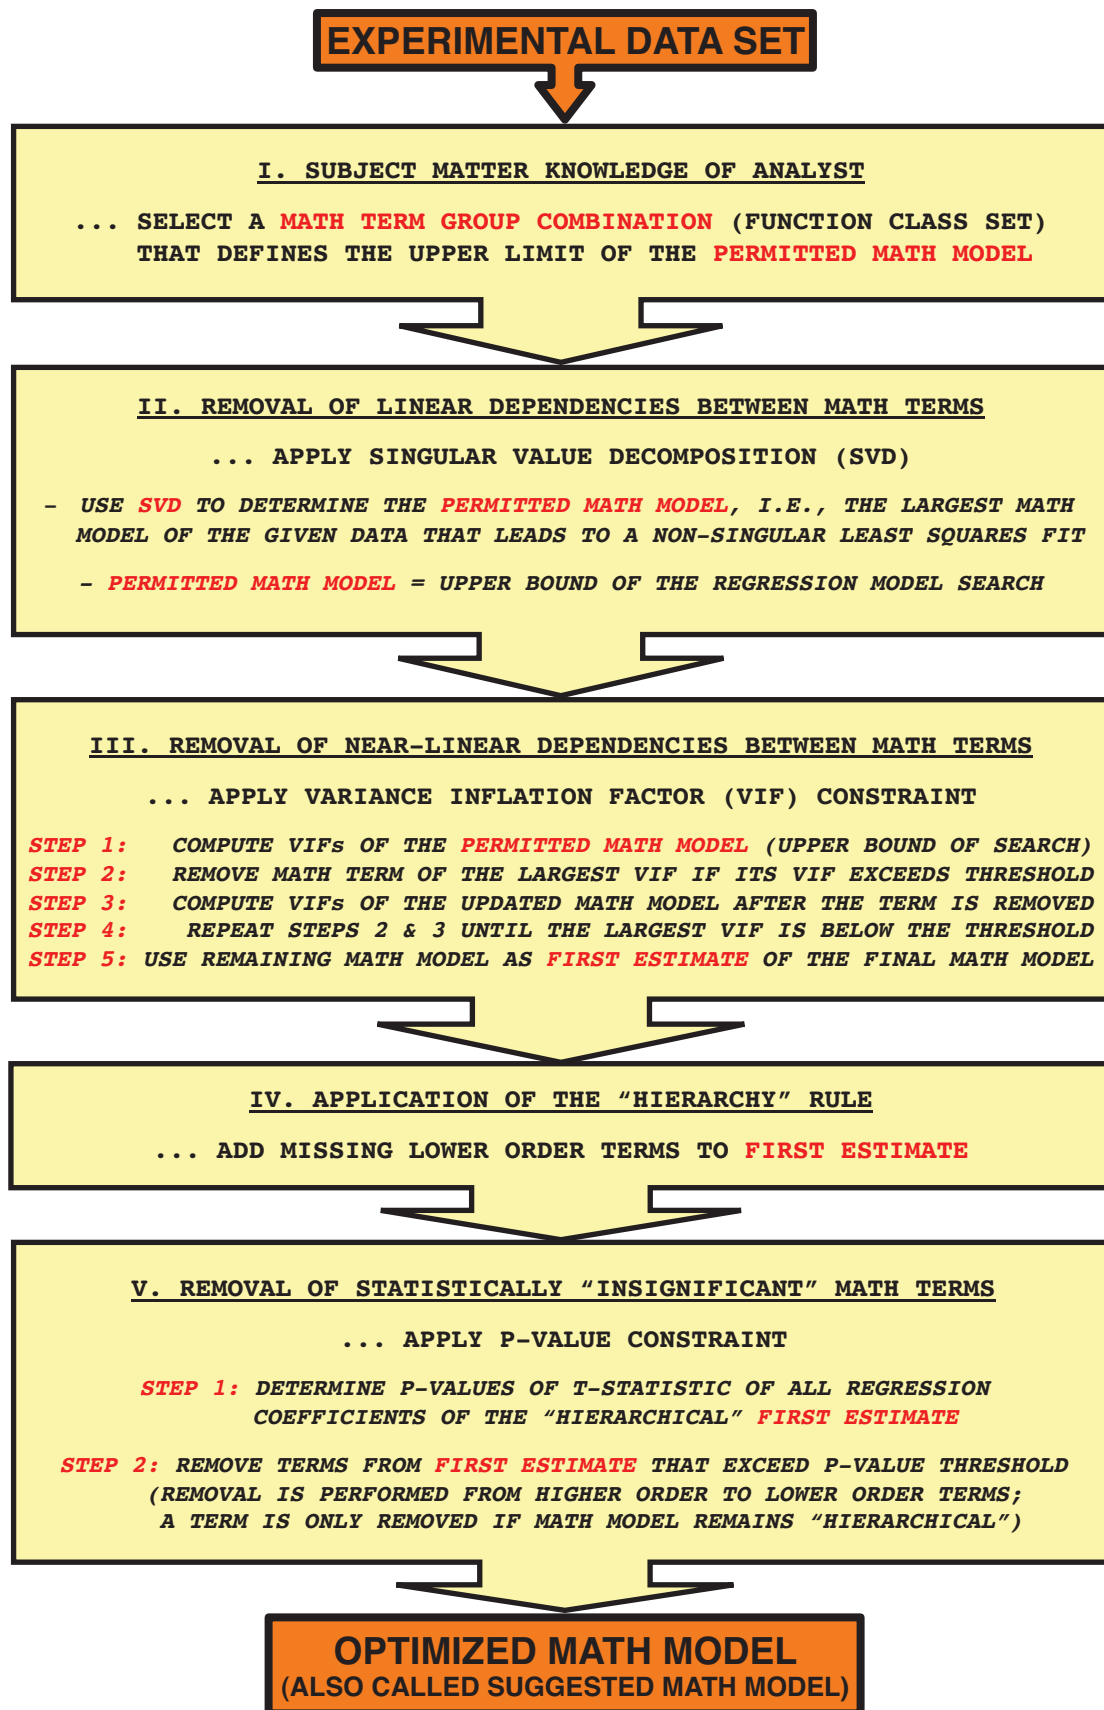 EXPERIMENTAL DATA SET
I. SUBJECT MATTER KNOWLEDGE OF ANALYST
... SELECT A MATH TERM GROUP COMBINATION (FUNCTION CLASS SET)
THAT DEFINES THE UPPER LIMIT OF THE PERMITTED MATH MODEL
II. REMOVAL OF LINEAR DEPENDENCIES BETWEEN MATH TERMS
... APPLY SINGULAR VALUE DECOMPOSITION (SVD)
– USE SVD TO DETERMINE THE PERMITTED MATH MODEL, I.E., THE LARGEST MATH
MODEL OF THE GIVEN DATA THAT LEADS TO A NON–SINGULAR LEAST SQUARES FIT
– PERMITTED MATH MODEL = UPPER BOUND OF THE REGRESSION MODEL SEARCH
III. REMOVAL OF NEAR–LINEAR DEPENDENCIES BETWEEN MATH TERMS
... APPLY VARIANCE INFLATION FACTOR (VIF) CONSTRAINT
STEP 1: COMPUTE VIFs OF THE PERMITTED MATH MODEL (UPPER BOUND OF SEARCH)
STEP 2: REMOVE MATH TERM OF THE LARGEST VIF IF ITS VIF EXCEEDS THRESHOLD
STEP 3: COMPUTE VIFs OF THE UPDATED MATH MODEL AFTER THE TERM IS REMOVED
STEP 4: REPEAT STEPS 2 & 3 UNTIL THE LARGEST VIF IS BELOW THE THRESHOLD
STEP 5: USE REMAINING MATH MODEL AS FIRST ESTIMATE OF THE FINAL MATH MODEL
IV. APPLICATION OF THE “HIERARCHY” RULE
... ADD MISSING LOWER ORDER TERMS TO FIRST ESTIMATE
V. REMOVAL OF STATISTICALLY “INSIGNIFICANT” MATH TERMS
... APPLY P–VALUE CONSTRAINT
STEP 1: DETERMINE P–VALUES OF T–STATISTIC OF ALL REGRESSION
COEFFICIENTS OF THE “HIERARCHICAL” FIRST ESTIMATE
STEP 2: REMOVE TERMS FROM FIRST ESTIMATE THAT EXCEED P–VALUE THRESHOLD
(REMOVAL IS PERFORMED FROM HIGHER ORDER TO LOWER ORDER TERMS;
A TERM IS ONLY REMOVED IF MATH MODEL REMAINS “HIERARCHICAL”)
OPTIMIZED MATH MODEL
(ALSO CALLED SUGGESTED MATH MODEL)